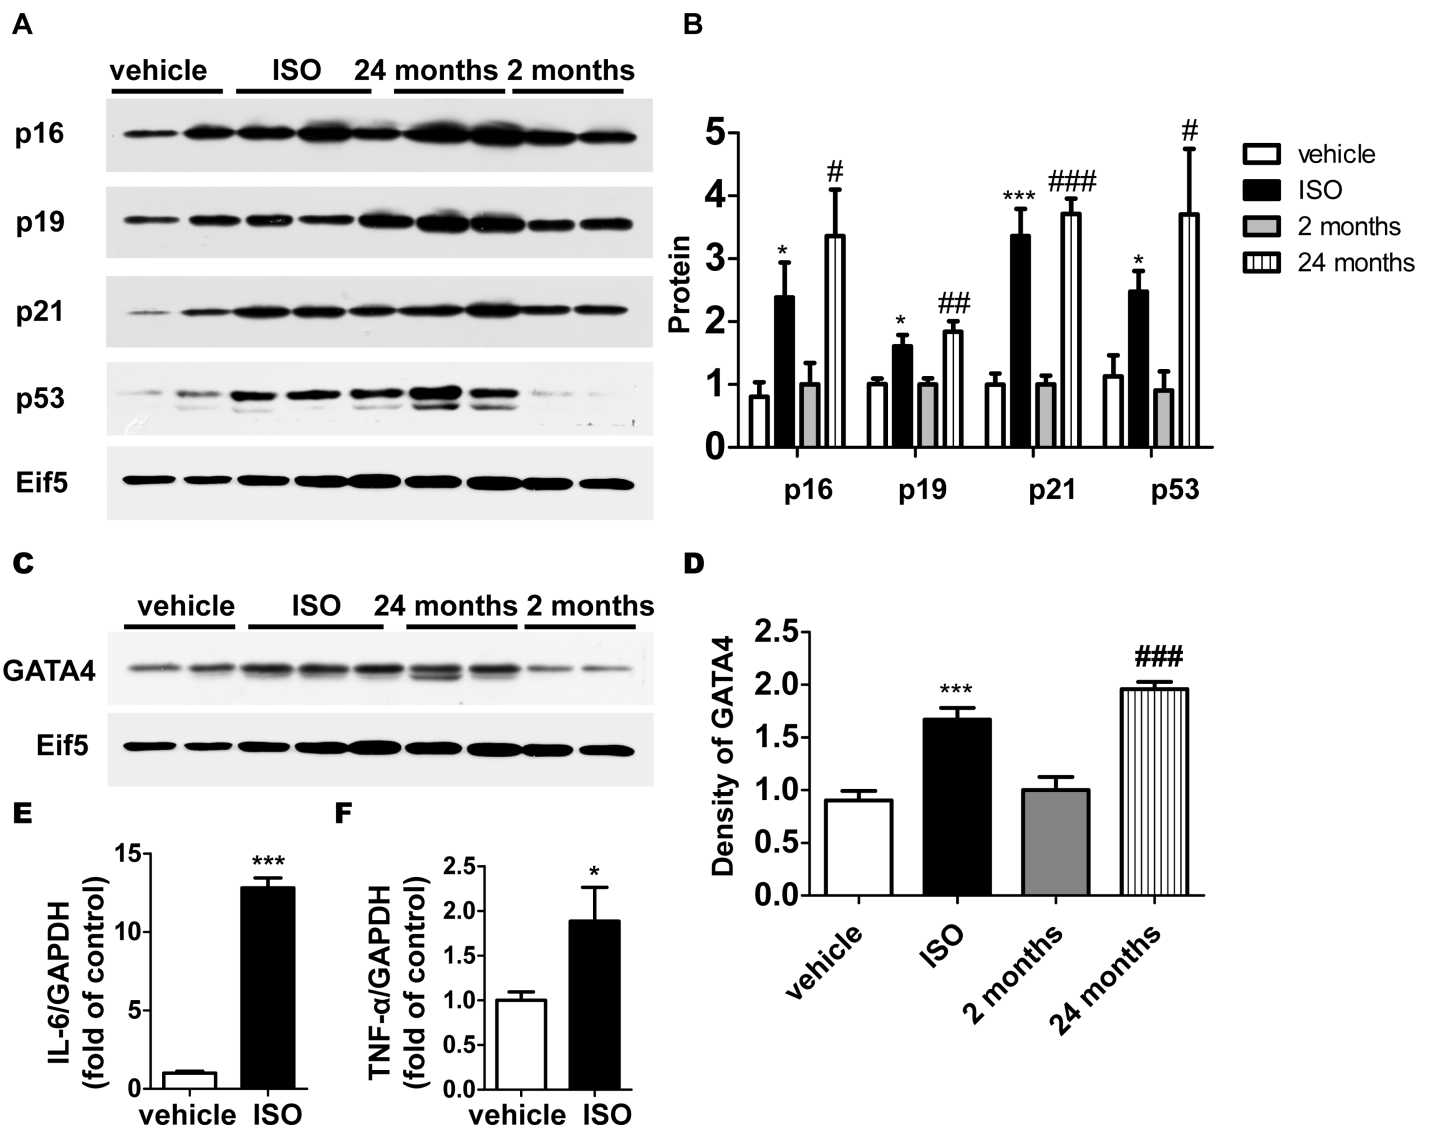 A
vehicle ISO 24 months 2 months
p16
p19
p21
p53
Eif5
B
Protein
5
4
3
2
1
0
* # * ## *** ### * #
p16 p19 p21 p53
vehicle
ISO
2 months
24 months
C
vehicle ISO 24 months 2 months
GATA4
Eif5
D
Density of GATA4
2.5
2.0
1.5
1.0
0.5
0.0
*** ###
vehicle ISO 2 months 24 months
E
IL-6/GAPDH
(fold of control)
15
10
5
0
***
vehicle ISO
F
TNF-α/GAPDH
(fold of control)
2.5
2.0
1.5
1.0
0.5
0.0
*
vehicle ISO